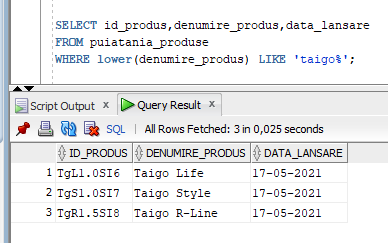 SELECT id_produs,denumire_produs,data_lansare
FROM puiatania_produse
WHERE lower(denumire_produs) LIKE 'taigo%';
Script Output × Query Result ×
SQL | All Rows Fetched: 3 in 0,025 seconds
ID_PRODUS DENUMIRE_PRODUS DATA_LANSARE
1 TgL1.0SI6 Taigo Life 17-05-2021
2 TgS1.0SI7 Taigo Style 17-05-2021
3 TgR1.5SI8 Taigo R-Line 17-05-2021